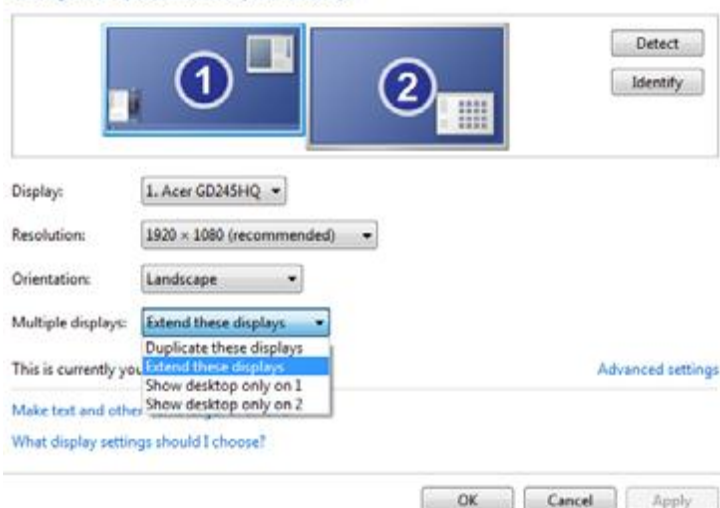 1
2
Detect
Identify
Display: 1. Acer GD245HQ
Resolution: 1920 × 1080 (recommended)
Orientation: Landscape
Multiple displays: Extend these displays
Duplicate these displays
This is currently you Extend these displays Advanced settings
Show desktop only on 1
Make text and other Show desktop only on 2
What display settings should I choose?
OK Cancel Apply